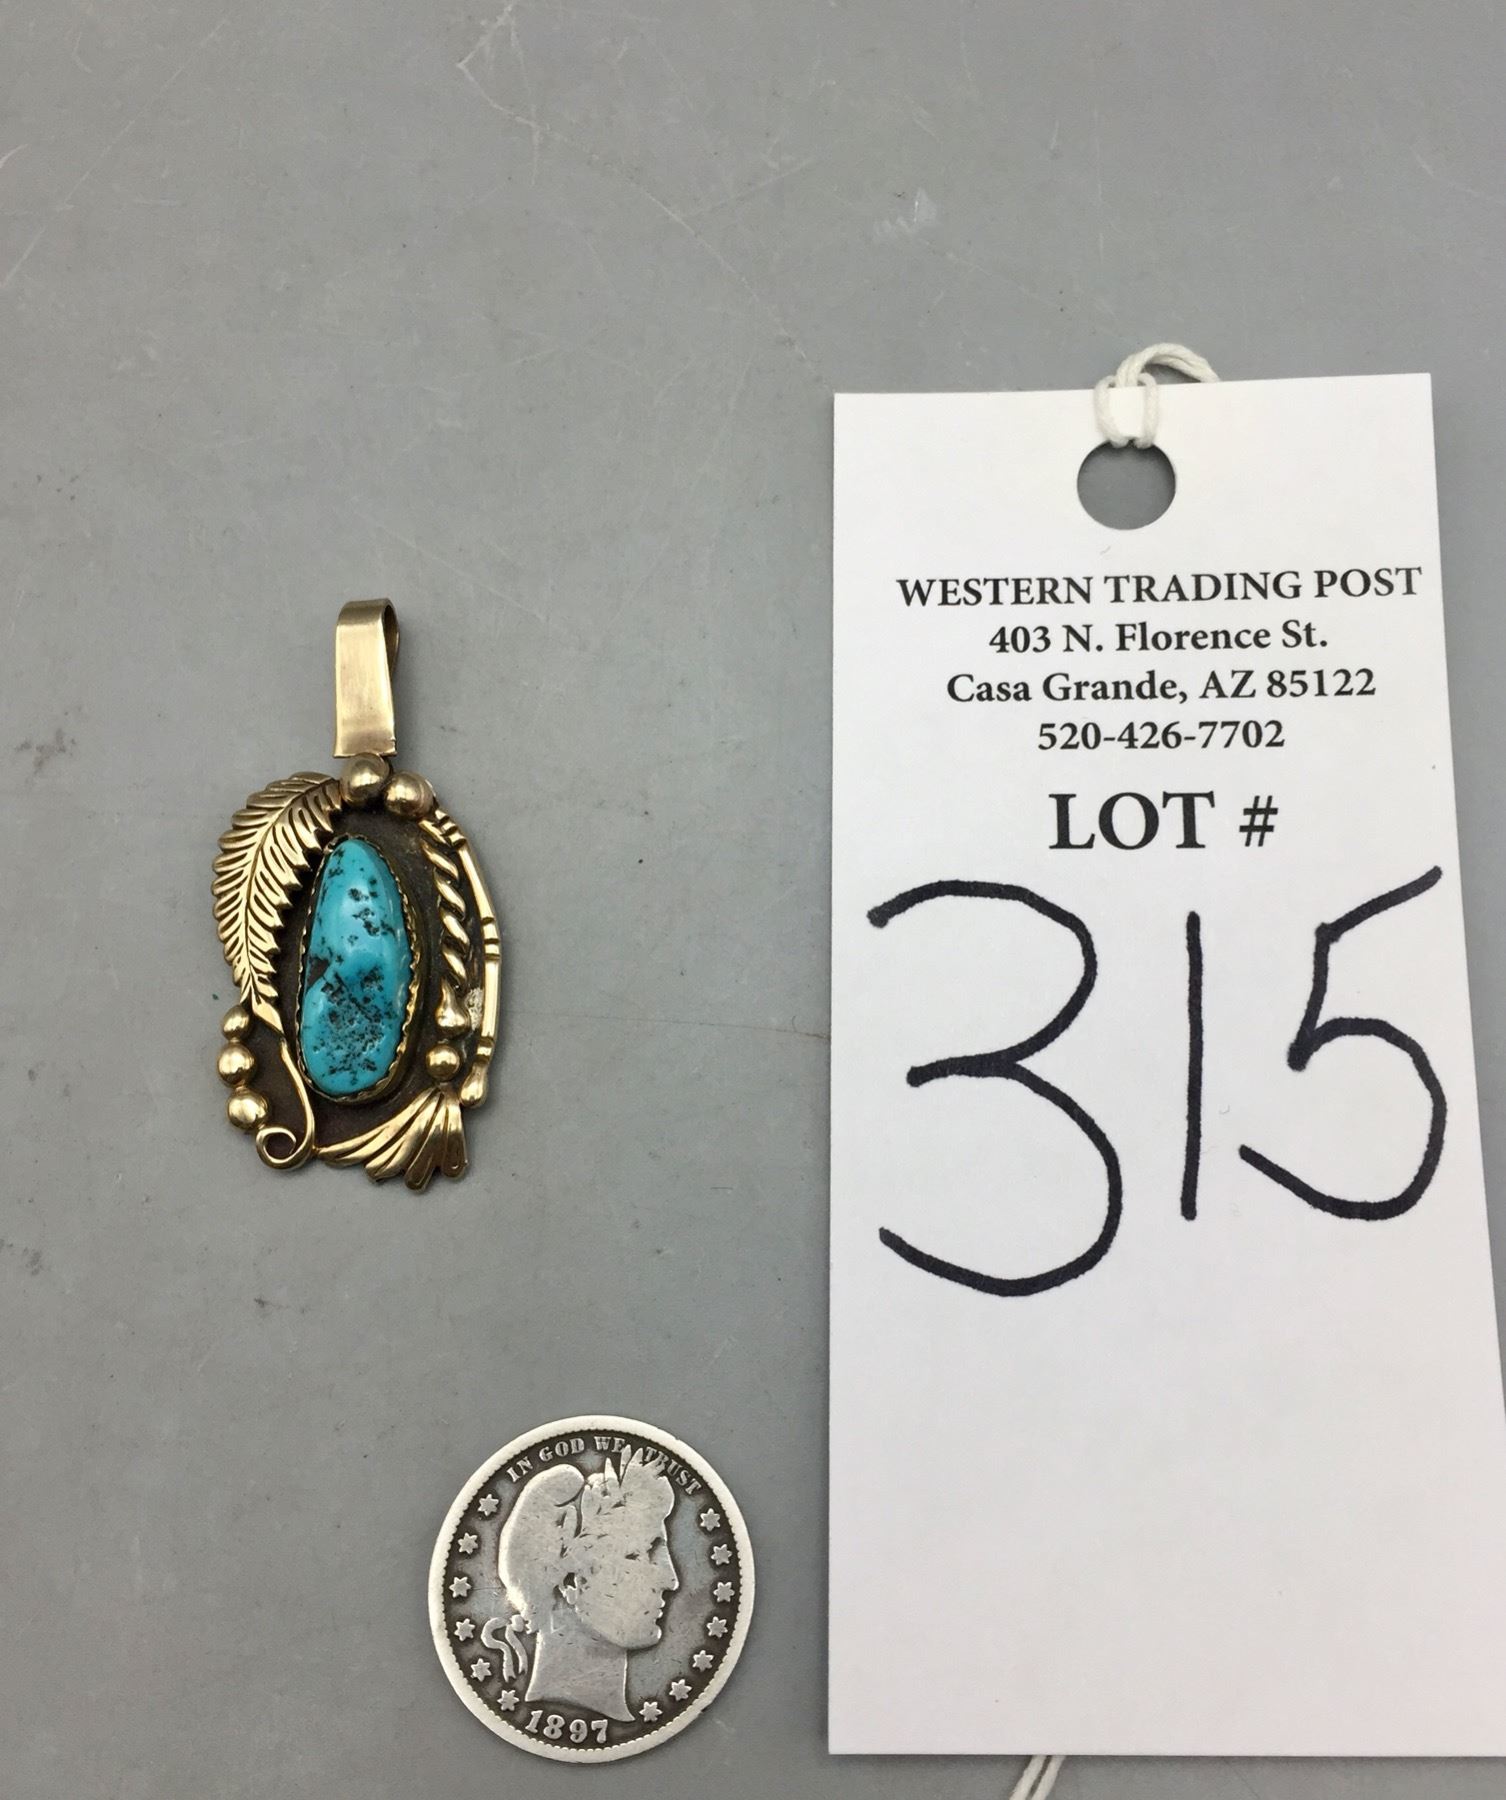 WESTERN TRADING POST
403 N. Florence St.
Casa Grande, AZ 85122
520-426-7702
LOT #
315
IN GOD WE TRUST
1897